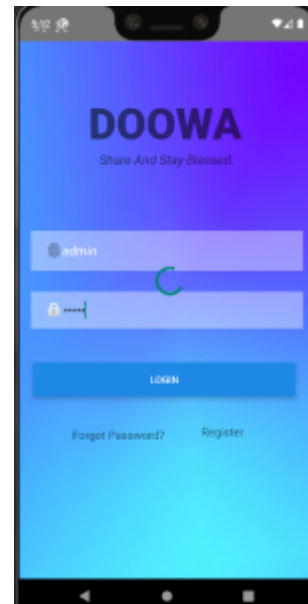 DOOWA
Share And Stay Blessed.
admin
•••••
LOGIN
Forgot Password?
Register